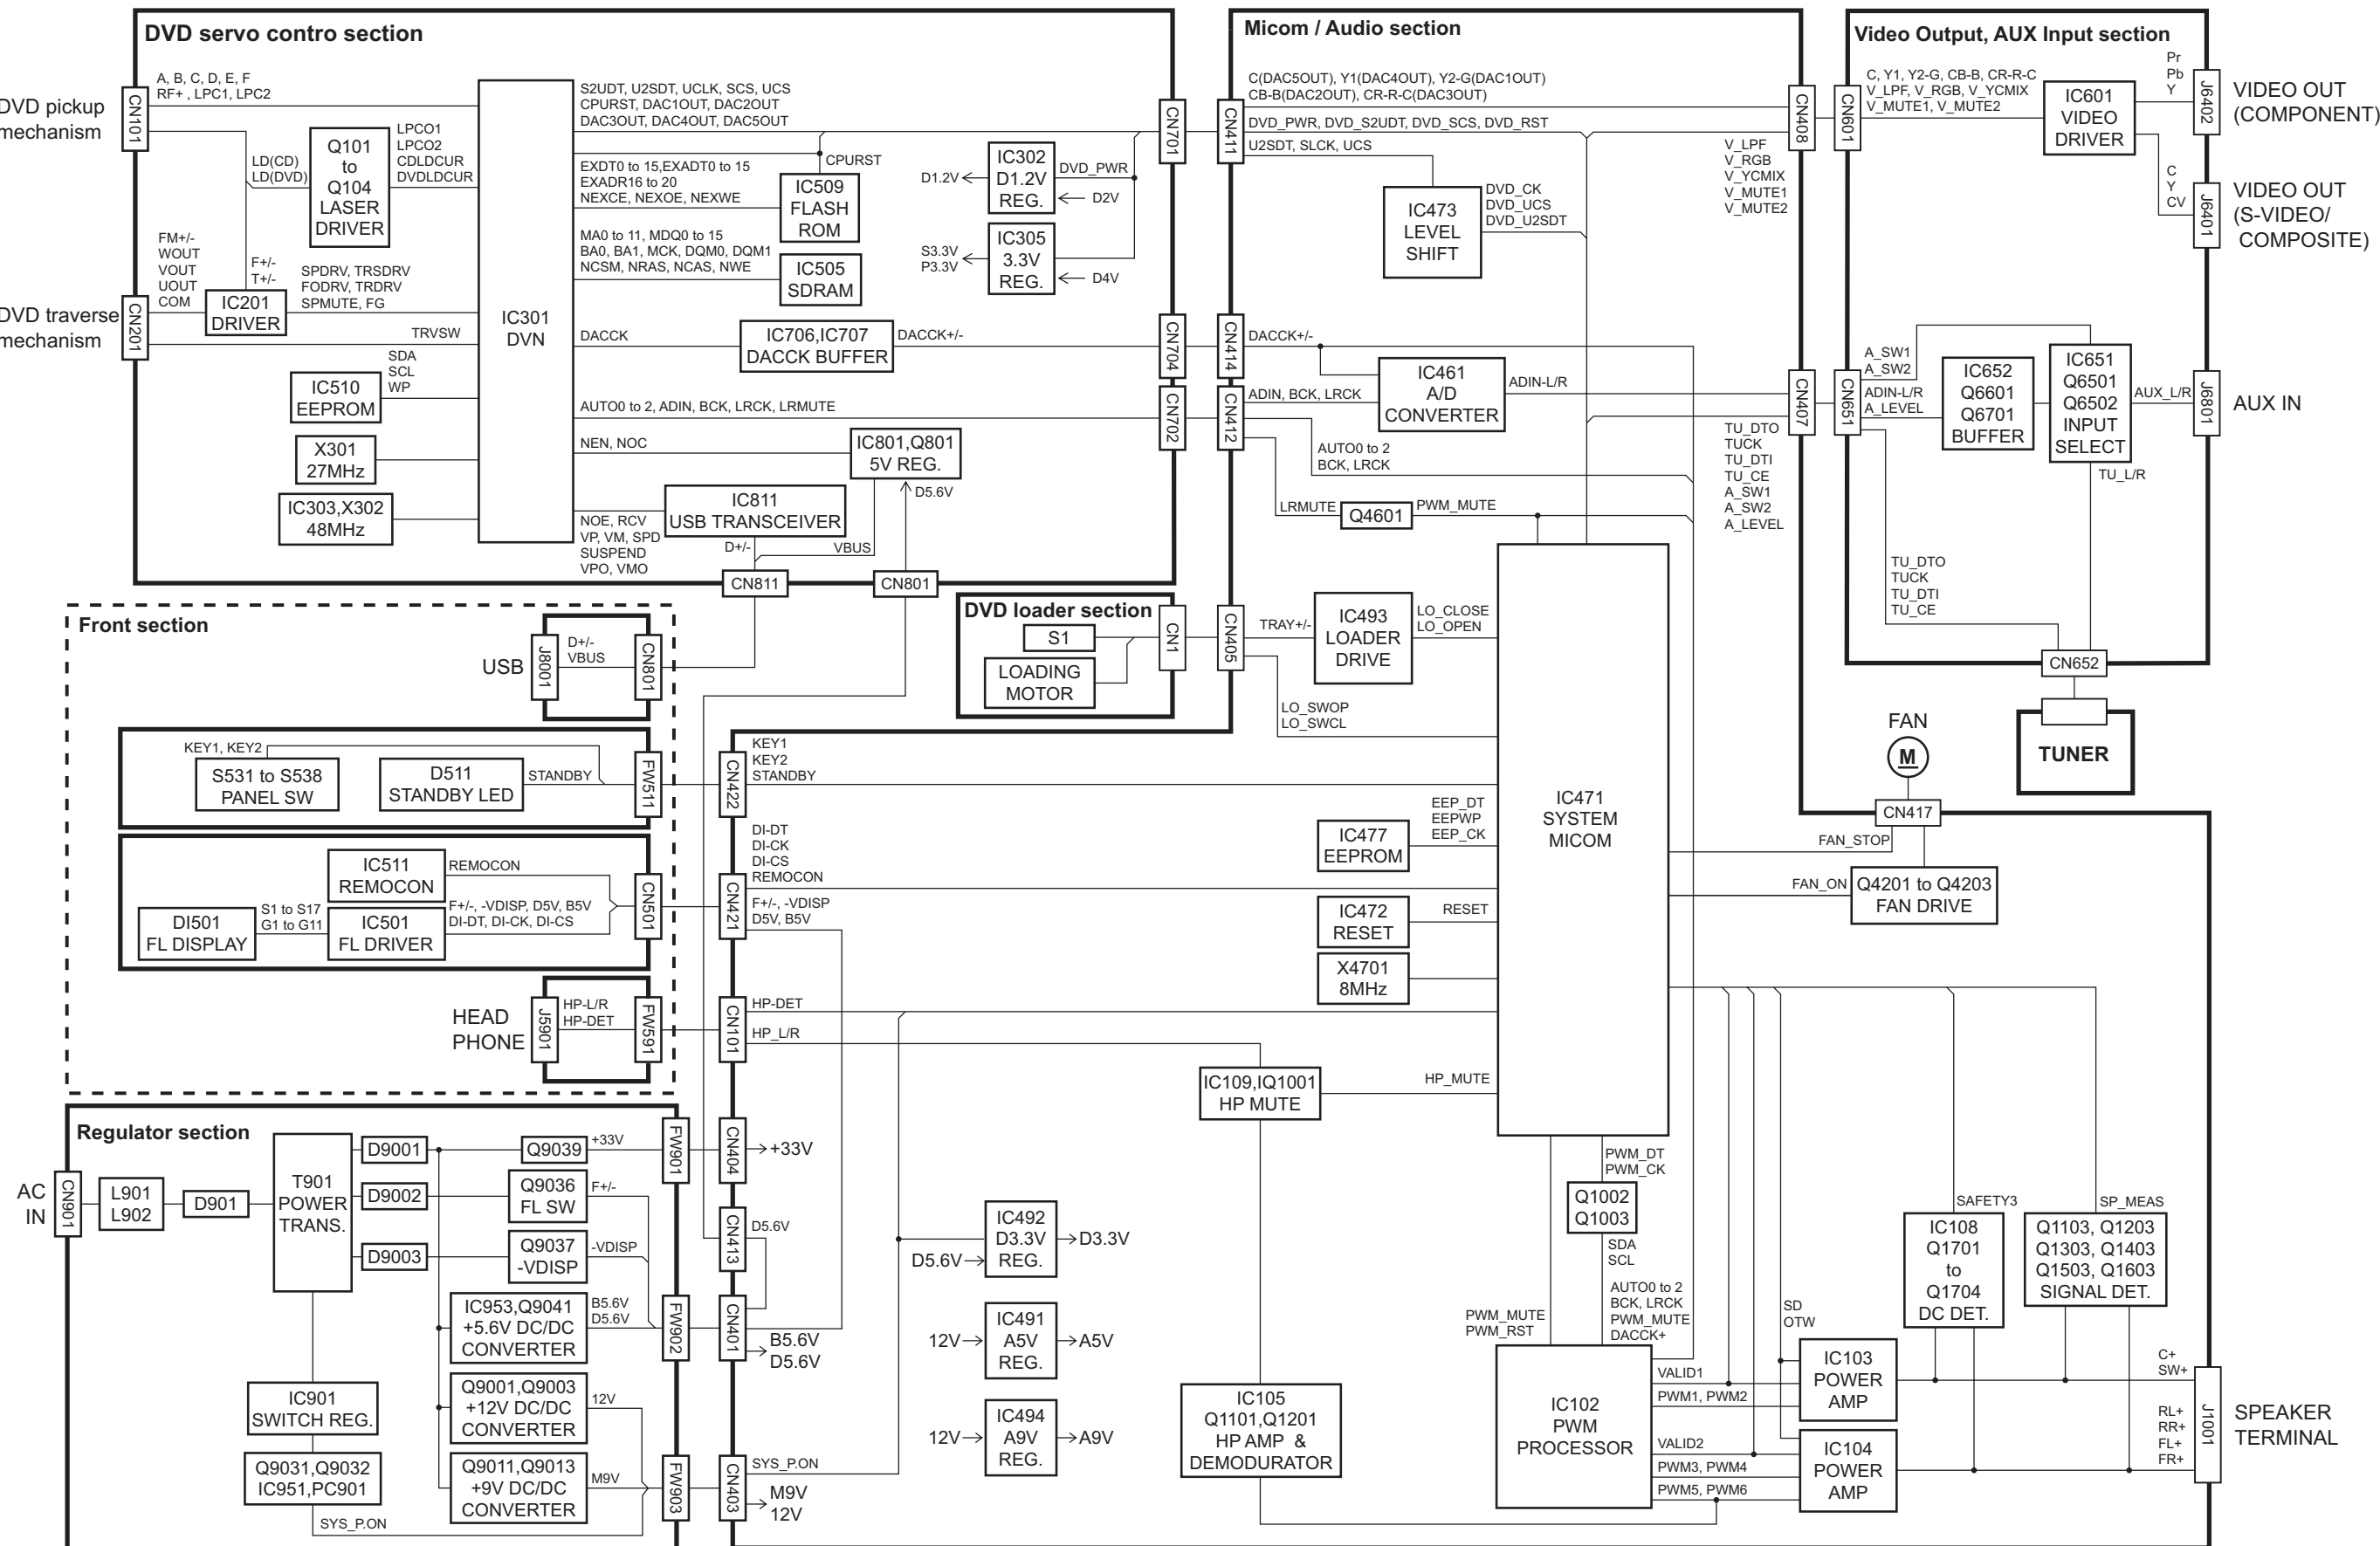 DVD servo contro section
DVD pickup
mechanism
CN101
A, B, C, D, E, F
RF+ , LPC1, LPC2
LD(CD)
LD(DVD)
Q101
to
Q104
LASER
DRIVER
LPCO1
LPCO2
CDLDCUR
DVDLDCUR
FM+/-
WOUT
VOUT
UOUT
COM
F+/-
T+/-
DVD traverse
mechanism
CN201
IC201
DRIVER
SPDRV, TRSDRV
FODRV, TRDRV
SPMUTE, FG
TRVSW
SDA
SCL
WP
IC510
EEPROM
X301
27MHz
IC303,X302
48MHz
IC301
DVN
S2UDT, U2SDT, UCLK, SCS, UCS
CPURST, DAC1OUT, DAC2OUT
DAC3OUT, DAC4OUT, DAC5OUT
CPURST
EXDT0 to 15,EXADT0 to 15
EXADR16 to 20
NEXCE, NEXOE, NEXWE
IC509
FLASH
ROM
MA0 to 11, MDQ0 to 15
BA0, BA1, MCK, DQM0, DQM1
NCSM, NRAS, NCAS, NWE
IC505
SDRAM
IC302
D1.2V
REG.
D1.2V
DVD_PWR
D2V
IC305
3.3V
REG.
S3.3V
P3.3V
D4V
DACCK
IC706,IC707
DACCK BUFFER
DACCK+/-
AUTO0 to 2, ADIN, BCK, LRCK, LRMUTE
NEN, NOC
IC801,Q801
5V REG.
D5.6V
IC811
USB TRANSCEIVER
NOE, RCV
VP, VM, SPD
SUSPEND
VPO, VMO
D+/-
VBUS
CN811
CN801
CN701
CN704
CN702
Micom / Audio section
CN411
CN414
CN412
C(DAC5OUT), Y1(DAC4OUT), Y2-G(DAC1OUT)
CB-B(DAC2OUT), CR-R-C(DAC3OUT)
DVD_PWR, DVD_S2UDT, DVD_SCS, DVD_RST
U2SDT, SLCK, UCS
IC473
LEVEL
SHIFT
DVD_CK
DVD_UCS
DVD_U2SDT
CN408
V_LPF
V_RGB
V_YCMIX
V_MUTE1
V_MUTE2
DACCK+/-
ADIN, BCK, LRCK
IC461
A/D
CONVERTER
ADIN-L/R
AUTO0 to 2
BCK, LRCK
LRMUTE
Q4601
PWM_MUTE
CN407
TU_DTO
TUCK
TU_DTI
TU_CE
A_SW1
A_SW2
A_LEVEL
Video Output, AUX Input section
CN601
C, Y1, Y2-G, CB-B, CR-R-C
V_LPF, V_RGB, V_YCMIX
V_MUTE1, V_MUTE2
IC601
VIDEO
DRIVER
Pr
Pb
Y
J6402
VIDEO OUT
(COMPONENT)
C
Y
CV
J6401
VIDEO OUT
(S-VIDEO/
COMPOSITE)
CN651
A_SW1
A_SW2
ADIN-L/R
A_LEVEL
IC652
Q6601
Q6701
BUFFER
IC651
Q6501
Q6502
INPUT
SELECT
AUX_L/R
J6801
AUX IN
TU_L/R
TU_DTO
TUCK
TU_DTI
TU_CE
CN652
TUNER
DVD loader section
S1
LOADING
MOTOR
CN1
CN405
TRAY+/-
IC493
LOADER
DRIVE
LO_CLOSE
LO_OPEN
LO_SWOP
LO_SWCL
Front section
USB
J8001
D+/-
VBUS
CN801
KEY1, KEY2
S531 to S538
PANEL SW
D511
STANDBY LED
STANDBY
FW511
CN422
KEY1
KEY2
STANDBY
IC511
REMOCON
REMOCON
DI501
FL DISPLAY
S1 to S17
G1 to G11
IC501
FL DRIVER
F+/-, -VDISP, D5V, B5V
DI-DT, DI-CK, DI-CS
CN501
CN421
DI-DT
DI-CK
DI-CS
REMOCON
F+/-, -VDISP
D5V, B5V
HEAD
PHONE
J5901
HP-L/R
HP-DET
FW591
CN101
HP-DET
HP_L/R
IC471
SYSTEM
MICOM
EEP_DT
EEPWP
EEP_CK
IC477
EEPROM
IC472
RESET
RESET
X4701
8MHz
IC109,IQ1001
HP MUTE
HP_MUTE
FAN
M
CN417
FAN_STOP
FAN_ON
Q4201 to Q4203
FAN DRIVE
Regulator section
AC
IN
CN901
L901
L902
D901
T901
POWER
TRANS.
D9001
D9002
D9003
Q9039
+33V
Q9036
FL SW
F+/-
Q9037
-VDISP
-VDISP
IC953,Q9041
+5.6V DC/DC
CONVERTER
B5.6V
D5.6V
Q9001,Q9003
+12V DC/DC
CONVERTER
12V
Q9011,Q9013
+9V DC/DC
CONVERTER
M9V
IC901
SWITCH REG.
Q9031,Q9032
IC951,PC901
SYS_P.ON
FW901
FW902
FW903
CN404
+33V
CN413
D5.6V
CN401
B5.6V
D5.6V
CN403
SYS_P.ON
M9V
12V
IC492
D3.3V
REG.
D5.6V
D3.3V
IC491
A5V
REG.
12V
A5V
IC494
A9V
REG.
12V
A9V
IC105
Q1101,Q1201
HP AMP &
DEMODURATOR
PWM_DT
PWM_CK
Q1002
Q1003
SDA
SCL
PWM_MUTE
PWM_RST
AUTO0 to 2
BCK, LRCK
PWM_MUTE
DACCK+
IC102
PWM
PROCESSOR
VALID1
PWM1, PWM2
VALID2
PWM3, PWM4
PWM5, PWM6
SD
OTW
IC103
POWER
AMP
IC104
POWER
AMP
SAFETY3
IC108
Q1701
to
Q1704
DC DET.
SP_MEAS
Q1103, Q1203
Q1303, Q1403
Q1503, Q1603
SIGNAL DET.
C+
SW+
RL+
RR+
FL+
FR+
J1001
SPEAKER
TERMINAL